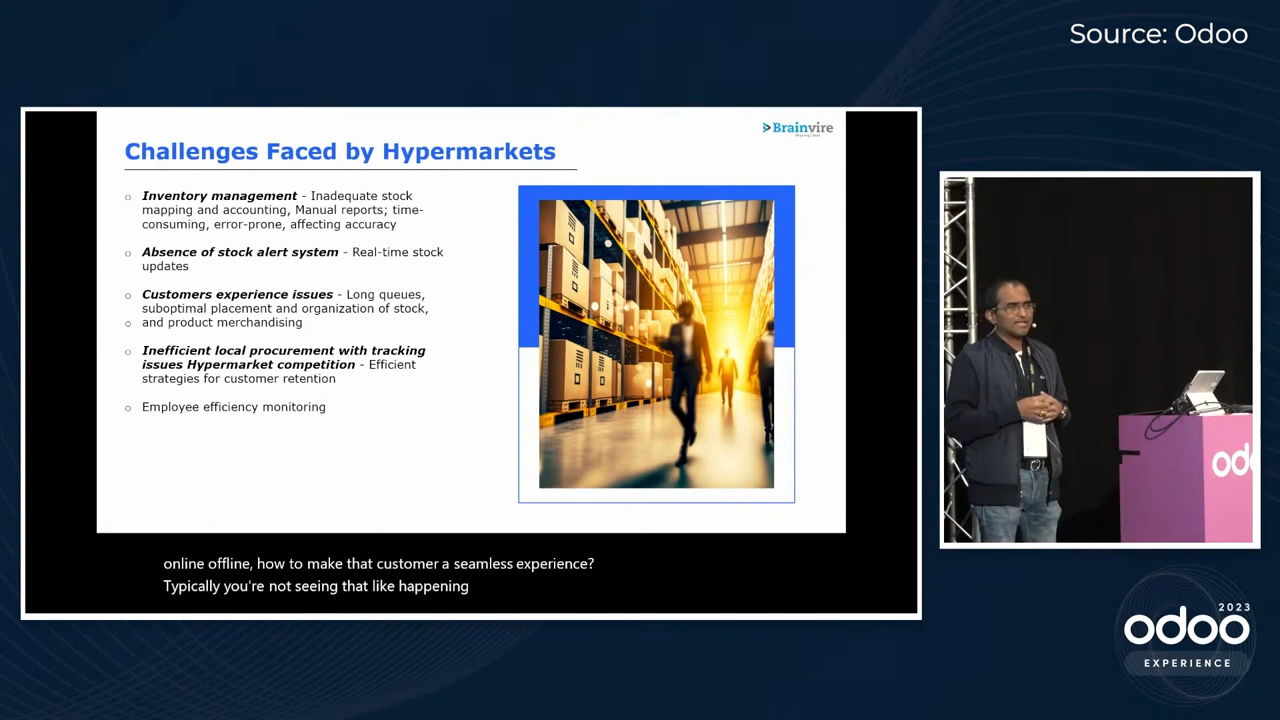 Source: Odoo
Brainvire
Challenges Faced by Hypermarkets
○ Inventory management - Inadequate stock
mapping and accounting, Manual reports; time-
consuming, error-prone, affecting accuracy
○ Absence of stock alert system - Real-time stock
updates
○ Customers experience issues - Long queues,
suboptimal placement and organization of stock,
○ and product merchandising
○ Inefficient local procurement with tracking
issues Hypermarket competition - Efficient
strategies for customer retention
○ Employee efficiency monitoring
online offline, how to make that customer a seamless experience?
Typically you're not seeing that like happening
od
2023
odoo
EXPERIENCE